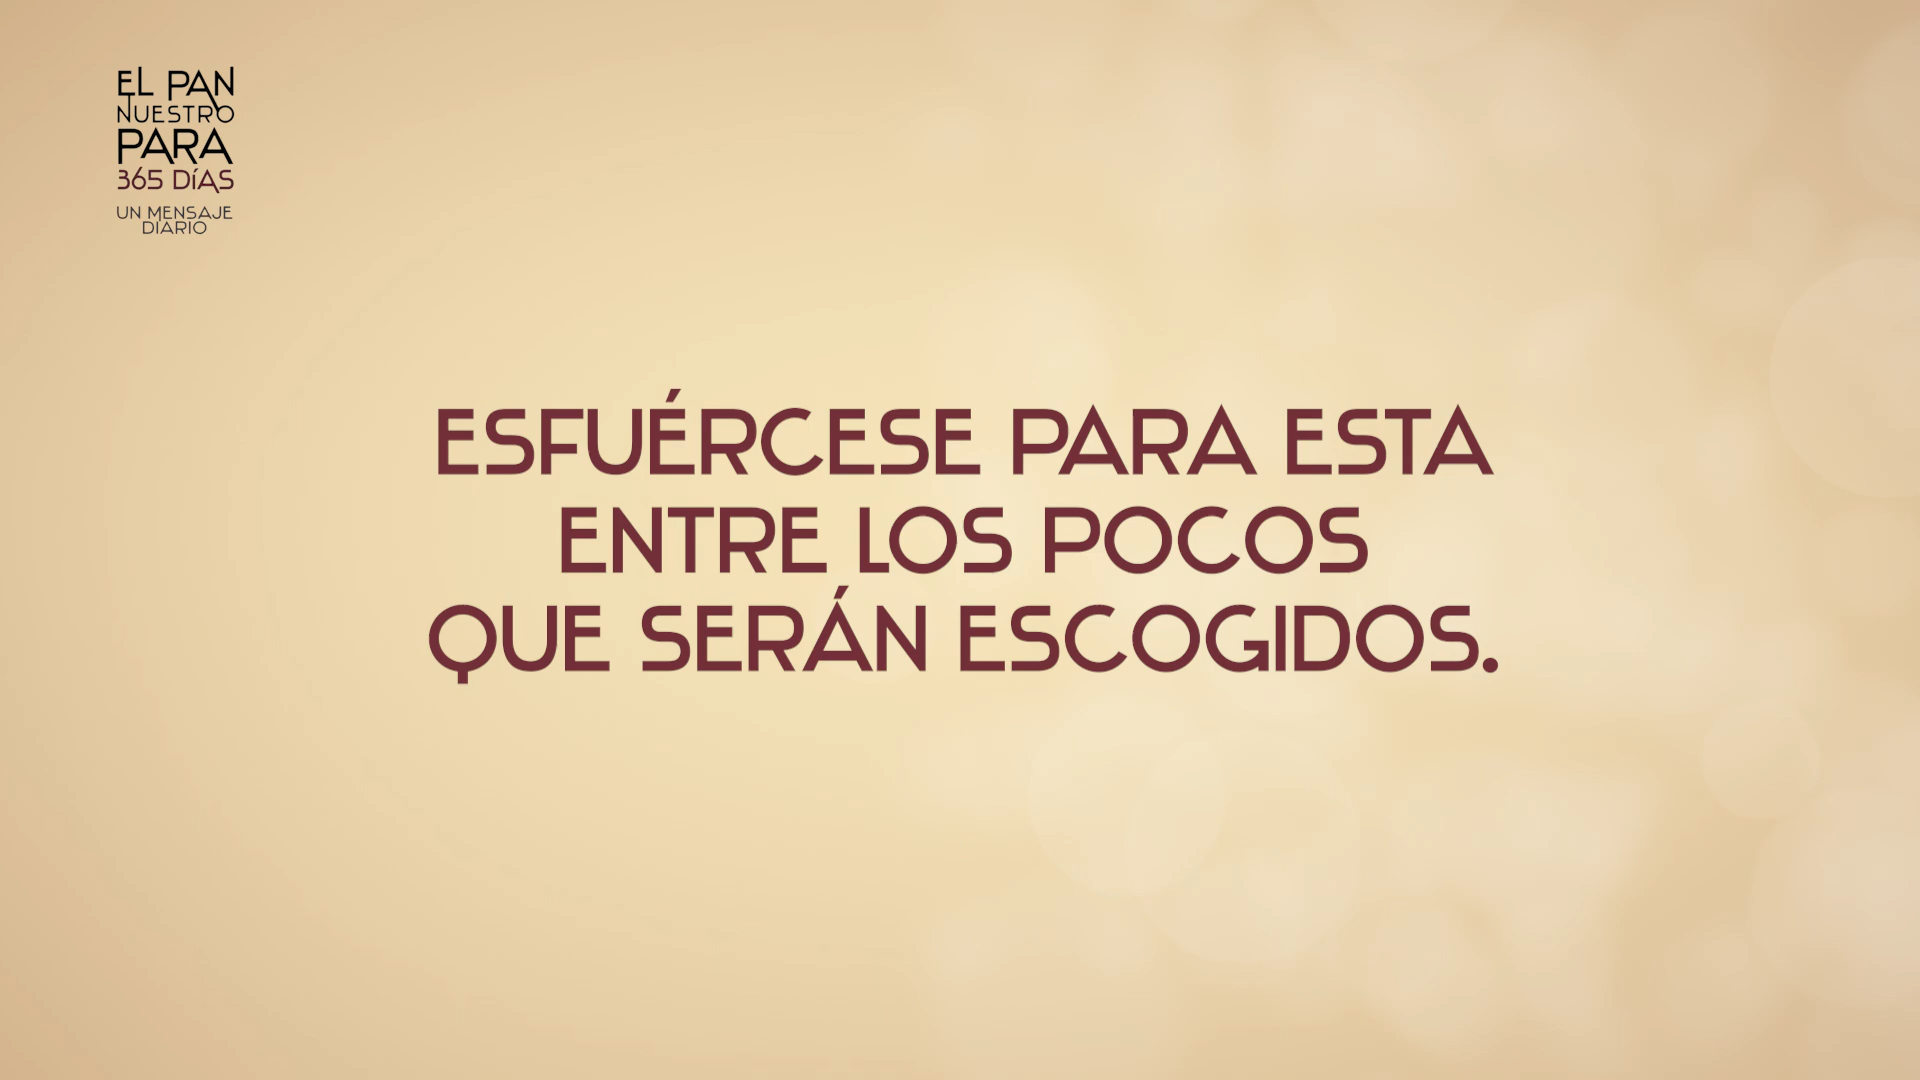 EL PAN
NUESTRO
PARA
365 DÍAS
UN MENSAJE
DIARIO
ESFUÉRCESE PARA ESTA
ENTRE LOS POCOS
QUE SERÁN ESCOGIDOS.